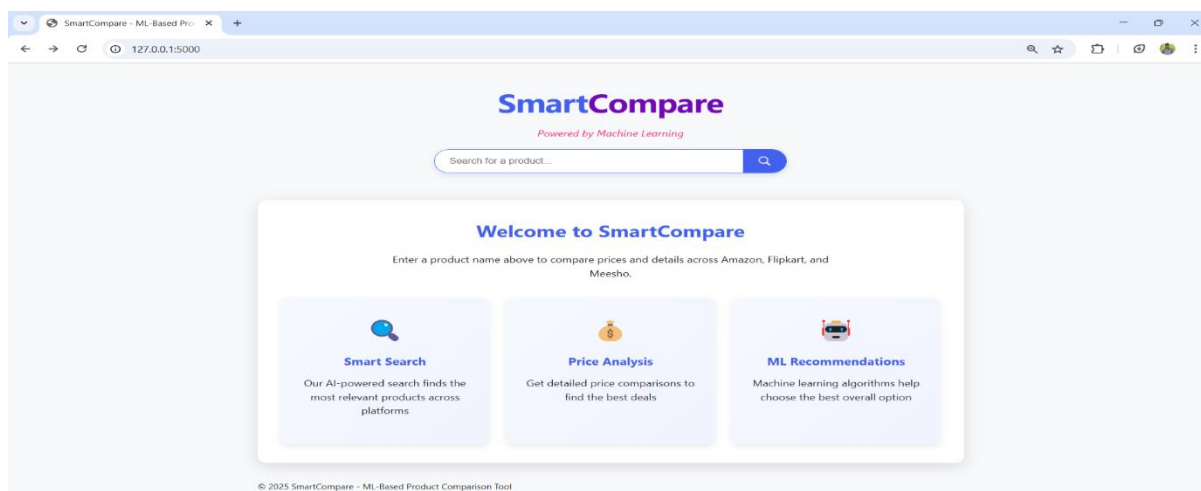 SmartCompare - ML-Based Pro
127.0.0.1:5000
SmartCompare
Powered by Machine Learning
Search for a product...
Welcome to SmartCompare
Enter a product name above to compare prices and details across Amazon, Flipkart, and
Meesho.
Smart Search
Our AI-powered search finds the
most relevant products across
platforms
Price Analysis
Get detailed price comparisons to
find the best deals
ML Recommendations
Machine learning algorithms help
choose the best overall option
© 2025 SmartCompare - ML-Based Product Comparison Tool